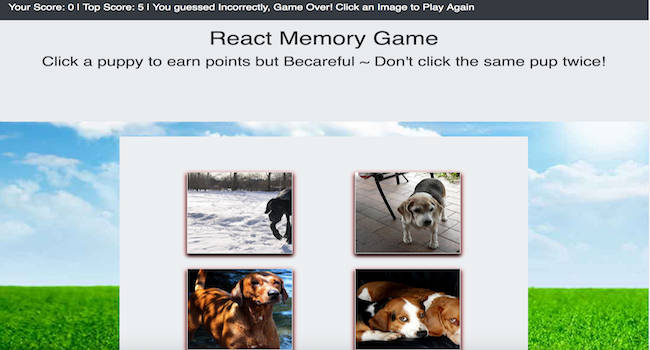 Your Score: 0 | Top Score: 5 | You guessed Incorrectly, Game Over! Click an Image to Play Again
React Memory Game
Click a puppy to earn points but Becareful ~ Don't click the same pup twice!